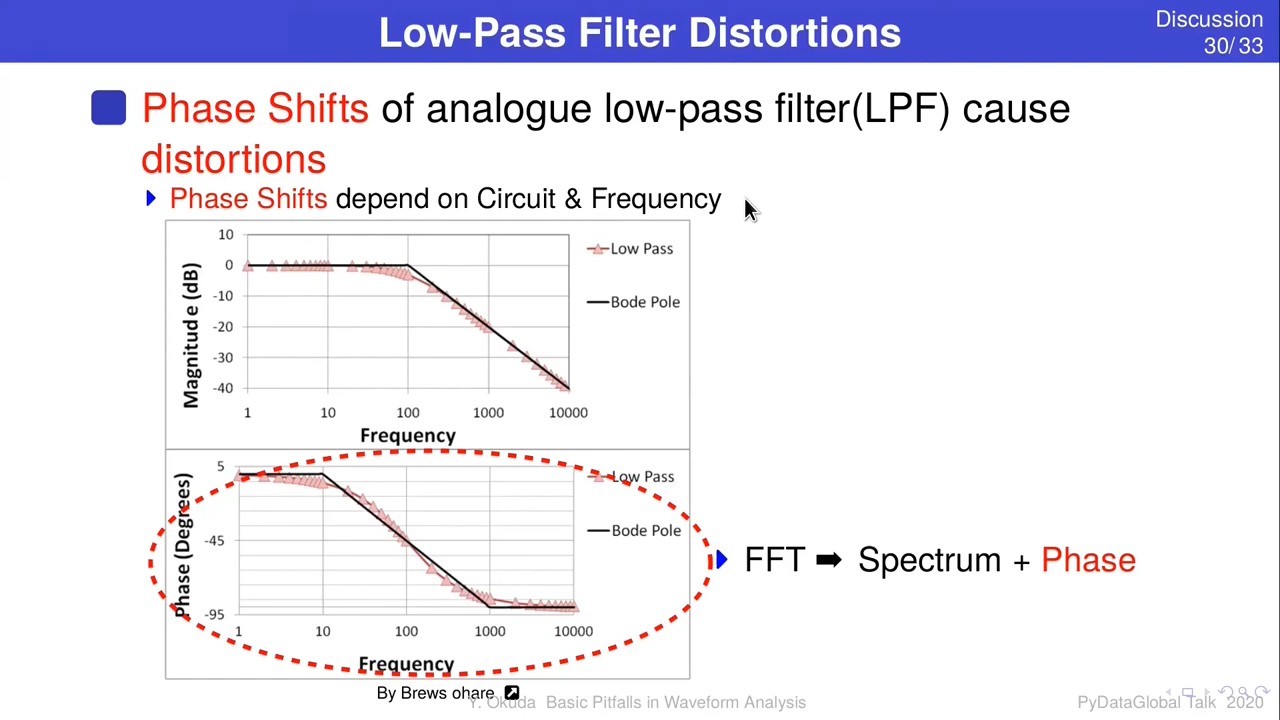 Low-Pass Filter Distortions
Discussion
30/ 33
Phase Shifts of analogue low-pass filter(LPF) cause
distortions
Phase Shifts depend on Circuit & Frequency
10
0
-10
-20
-30
-40
Magnitude (dB)
1 10 100 1000 10000
Frequency
Low Pass
Bode Pole
5
-45
-95
Phase (Degrees)
1 10 100 1000 10000
Frequency
Low Pass
Bode Pole
FFT ➡ Spectrum + Phase
By Brews ohare
Y. Okuda Basic Pitfalls in Waveform Analysis
PyDataGlobal Talk 2020